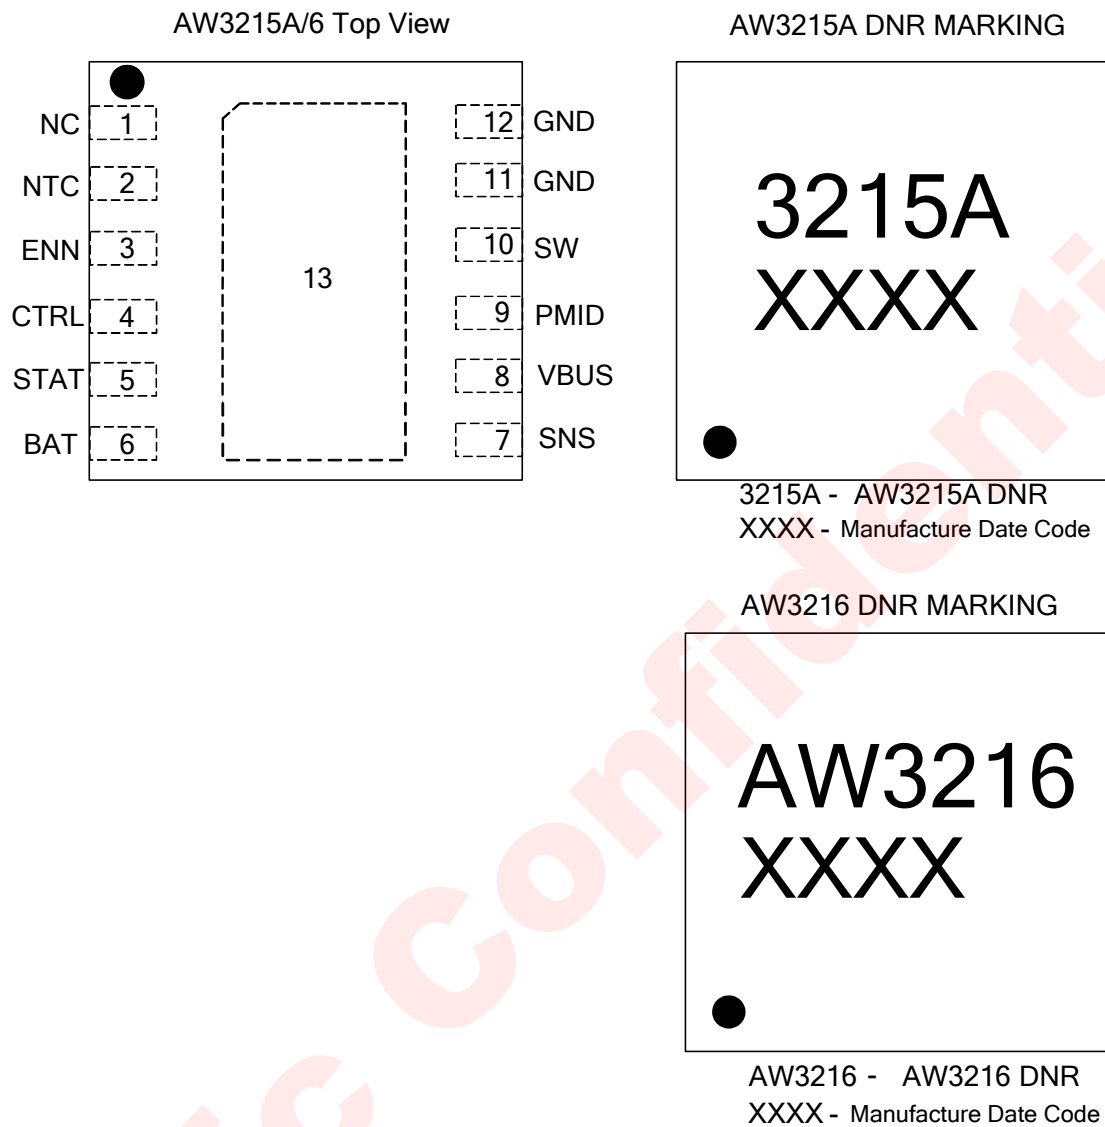 AW3215A/6 Top View
NC 1
NTC 2
ENN 3
CTRL 4
STAT 5
BAT 6
13
12 GND
11 GND
10 SW
9 PMID
8 VBUS
7 SNS
AW3215A DNR MARKING
3215A
XXXX
3215A - AW3215A DNR
XXXX - Manufacture Date Code
AW3216 DNR MARKING
AW3216
XXXX
AW3216 - AW3216 DNR
XXXX - Manufacture Date Code